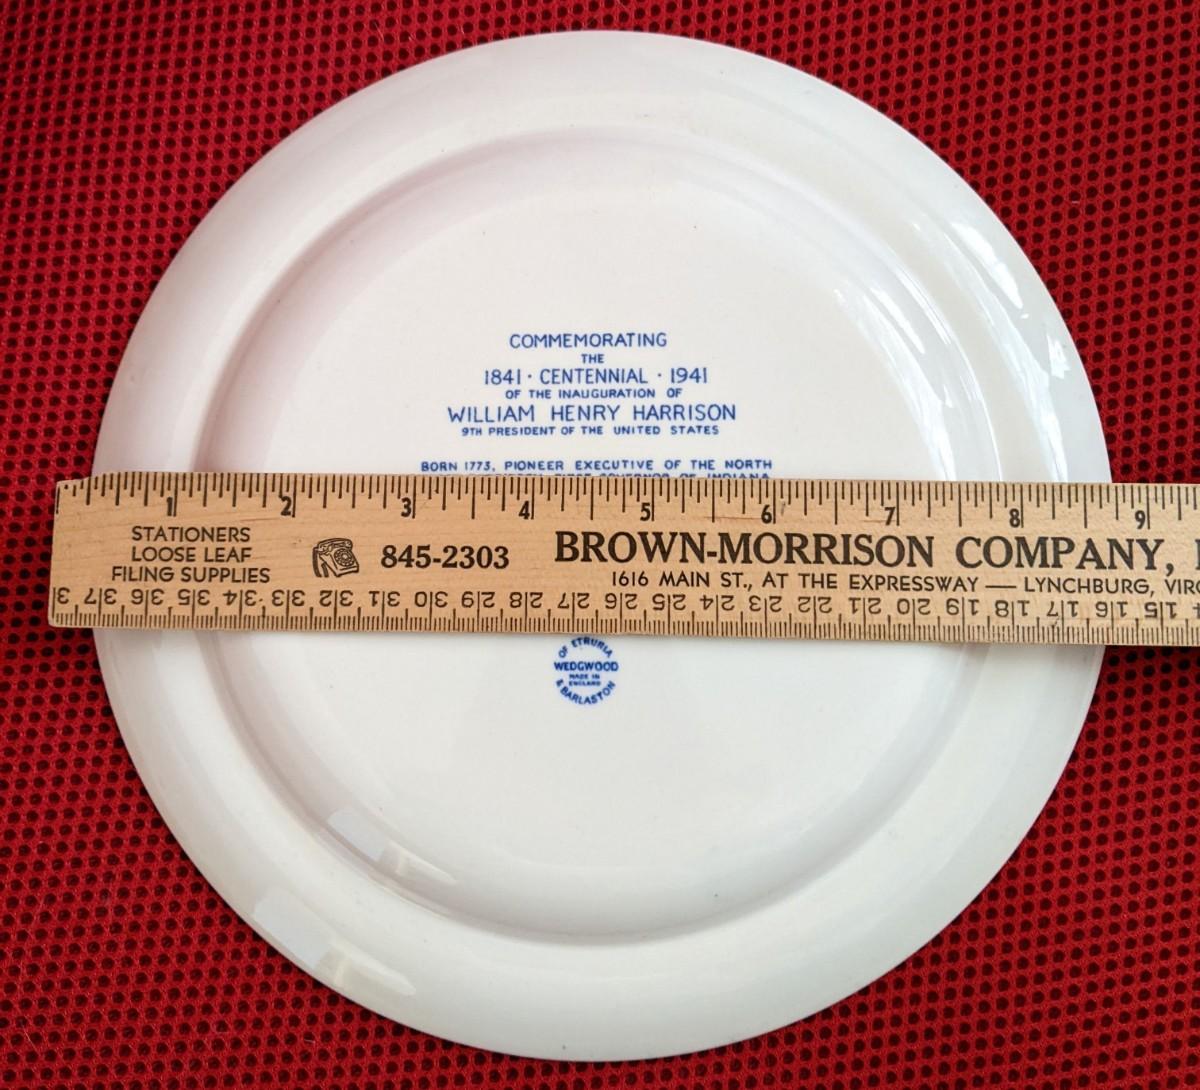 COMMEMORATING
THE
1841 · CENTENNIAL · 1941
OF THE INAUGURATION OF
WILLIAM HENRY HARRISON
9TH PRESIDENT OF THE UNITED STATES
BORN 1773, PIONEER EXECUTIVE OF THE NORTH
GOVERNOR OF INDIANA
1 2 3 4 5 6 7 8 9
STATIONERS
LOOSE LEAF
FILING SUPPLIES
845-2303
BROWN-MORRISON COMPANY,
1616 MAIN ST., AT THE EXPRESSWAY — LYNCHBURG,
37 36 35 34 33 32 31 30 29 28 27 26 25 24 23 22 21 20 19 18 17 16 15
OF ETRURIA
WEDGWOOD
MADE IN
ENGLAND
& BARLASTON